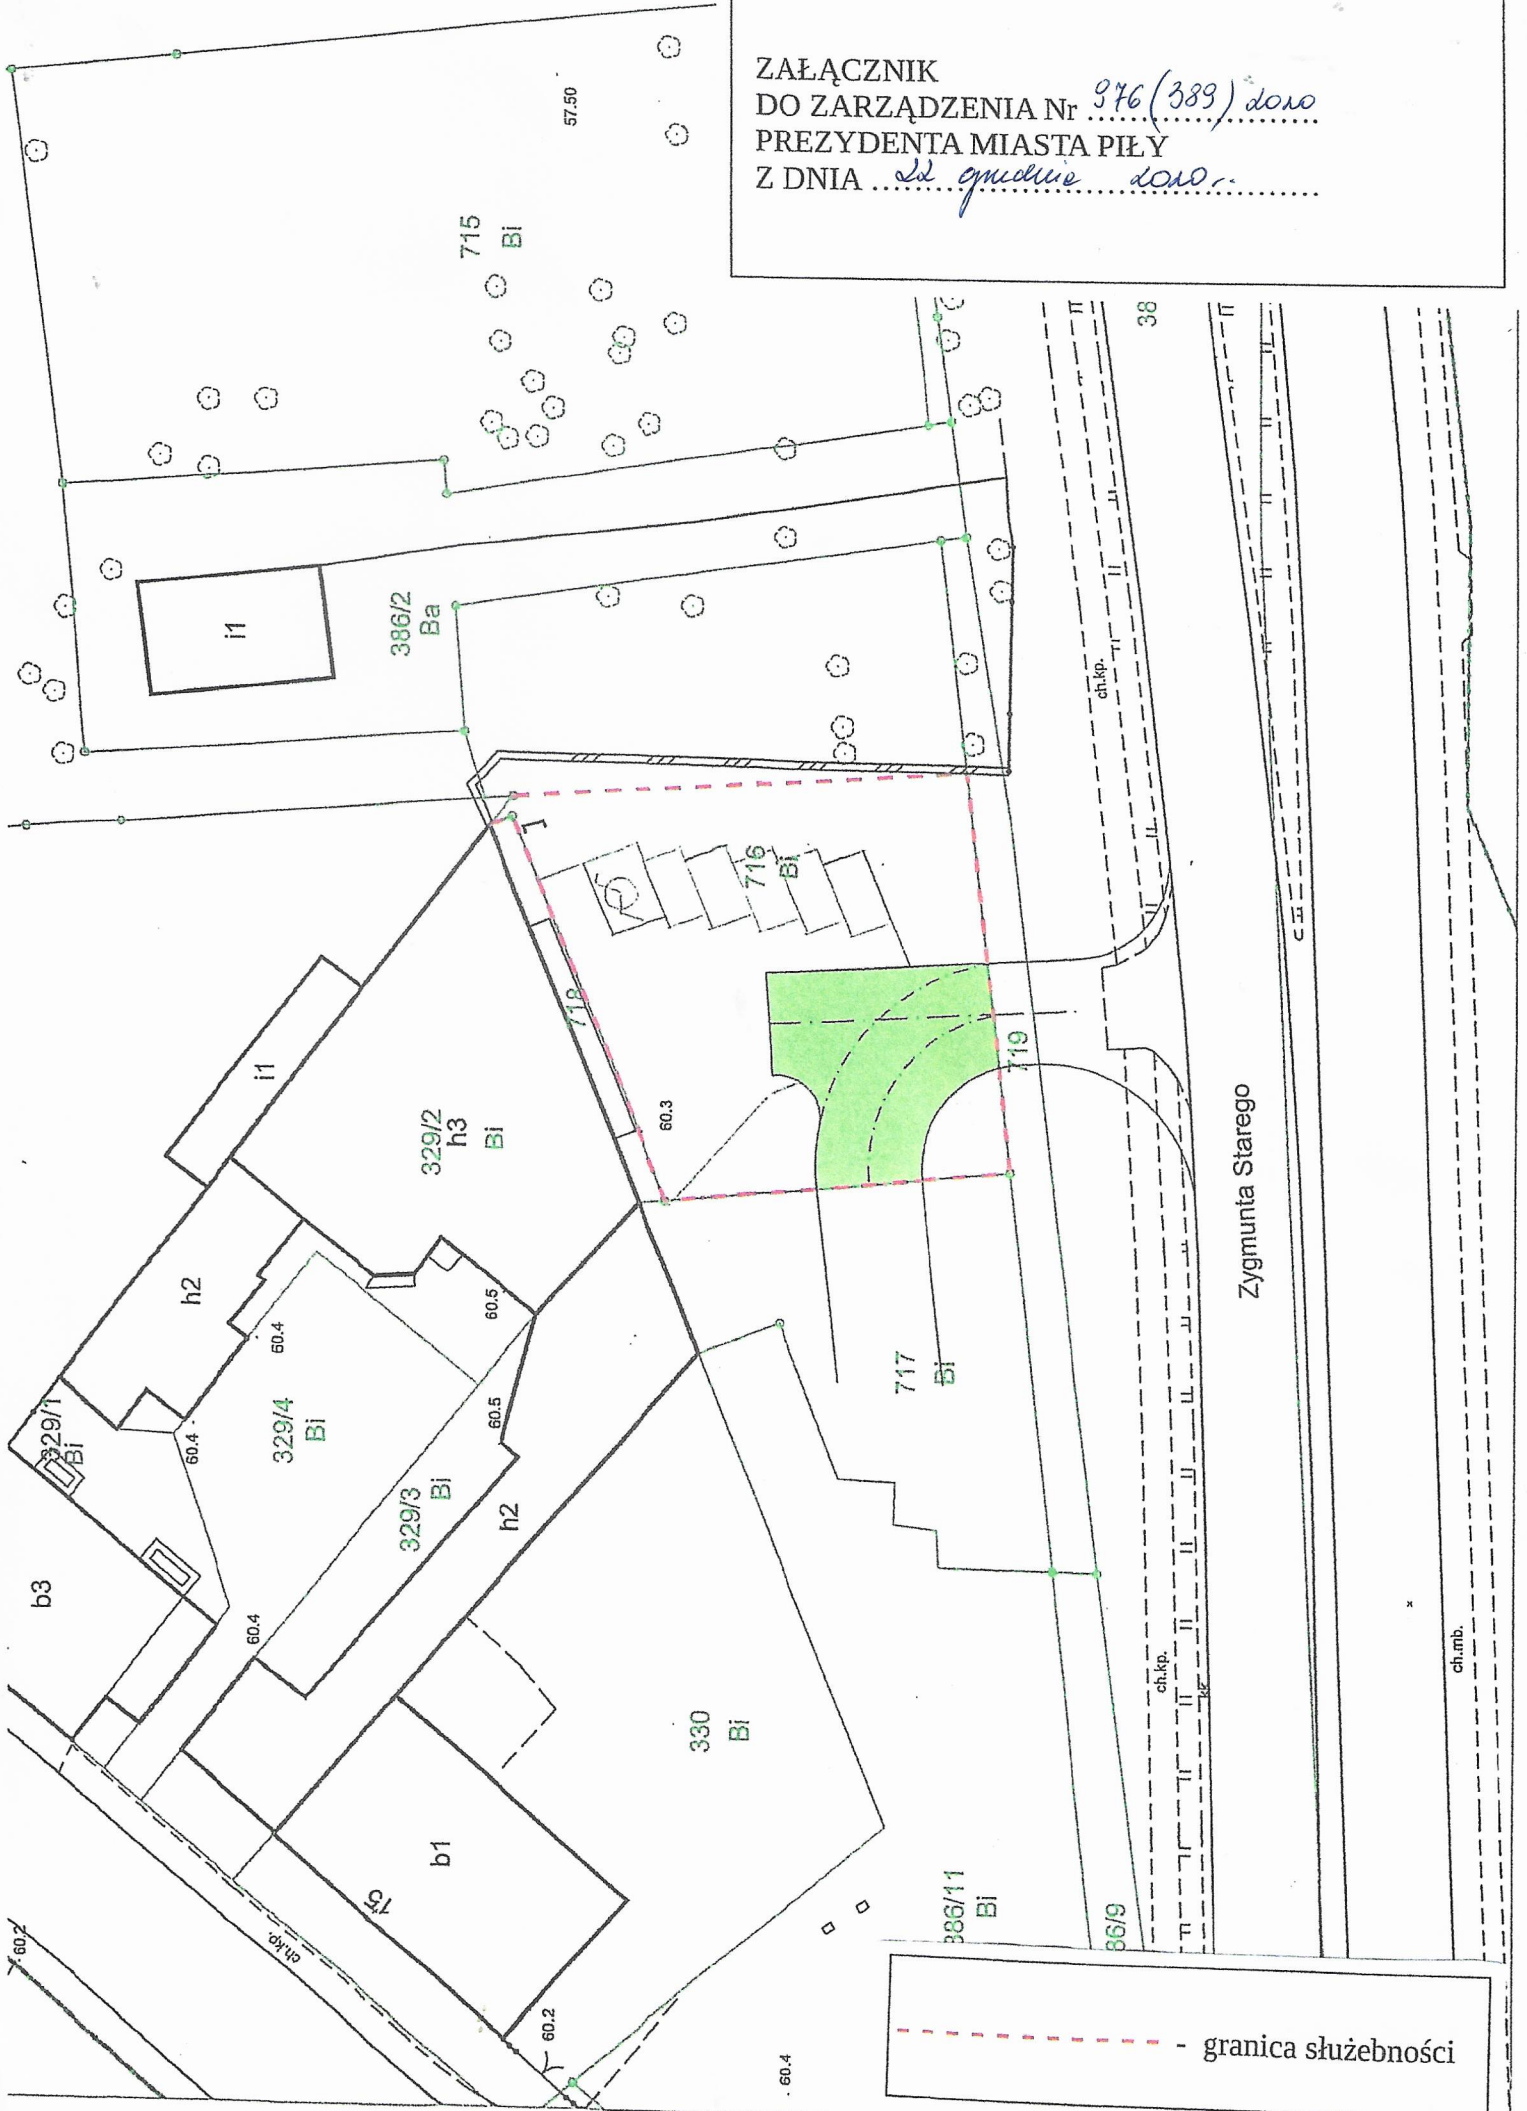 ZAŁĄCZNIK
DO ZARZĄDZENIA Nr 976(389)2020
PREZYDENTA MIASTA PIŁY
Z DNIA 22 grudnia 2020 r.
57.50
715
Bi
38
i1
386/2
Ba
ch.kp.
716
Bi
718
719
60.3
i1
329/2
h3
Bi
h2
60.4
60.5
Zygmunta Starego
717
Bi
329/1
Bi
60.4
329/4
Bi
60.5
329/3
Bi
h2
b3
60.4
ch.kp.
kk
ch.mb.
330
Bi
b1
15
ch.kp.
60.2
386/11
Bi
86/9
60.2
60.4
- granica służebności